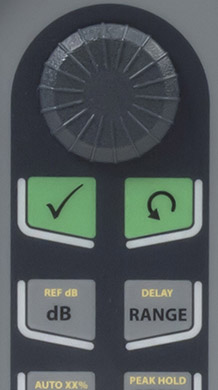 REF dB
DELAY
dB
RANGE
AUTO XX%
PEAK HOLD